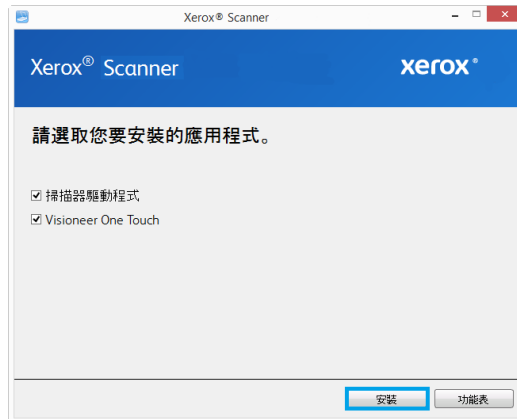 Xerox® Scanner
Xerox® Scanner
xerox®
請選取您要安裝的應用程式。
掃描器驅動程式
Visioneer One Touch
安裝
功能表